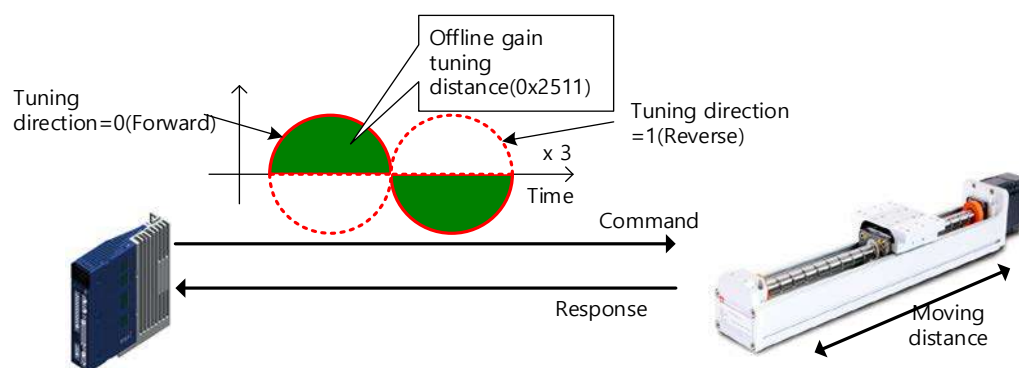 Offline gain
tuning
distance(0x2511)
Tuning
direction=0(Forward)
Tuning direction
=1(Reverse)
x 3
Time
Command
Response
Moving
distance